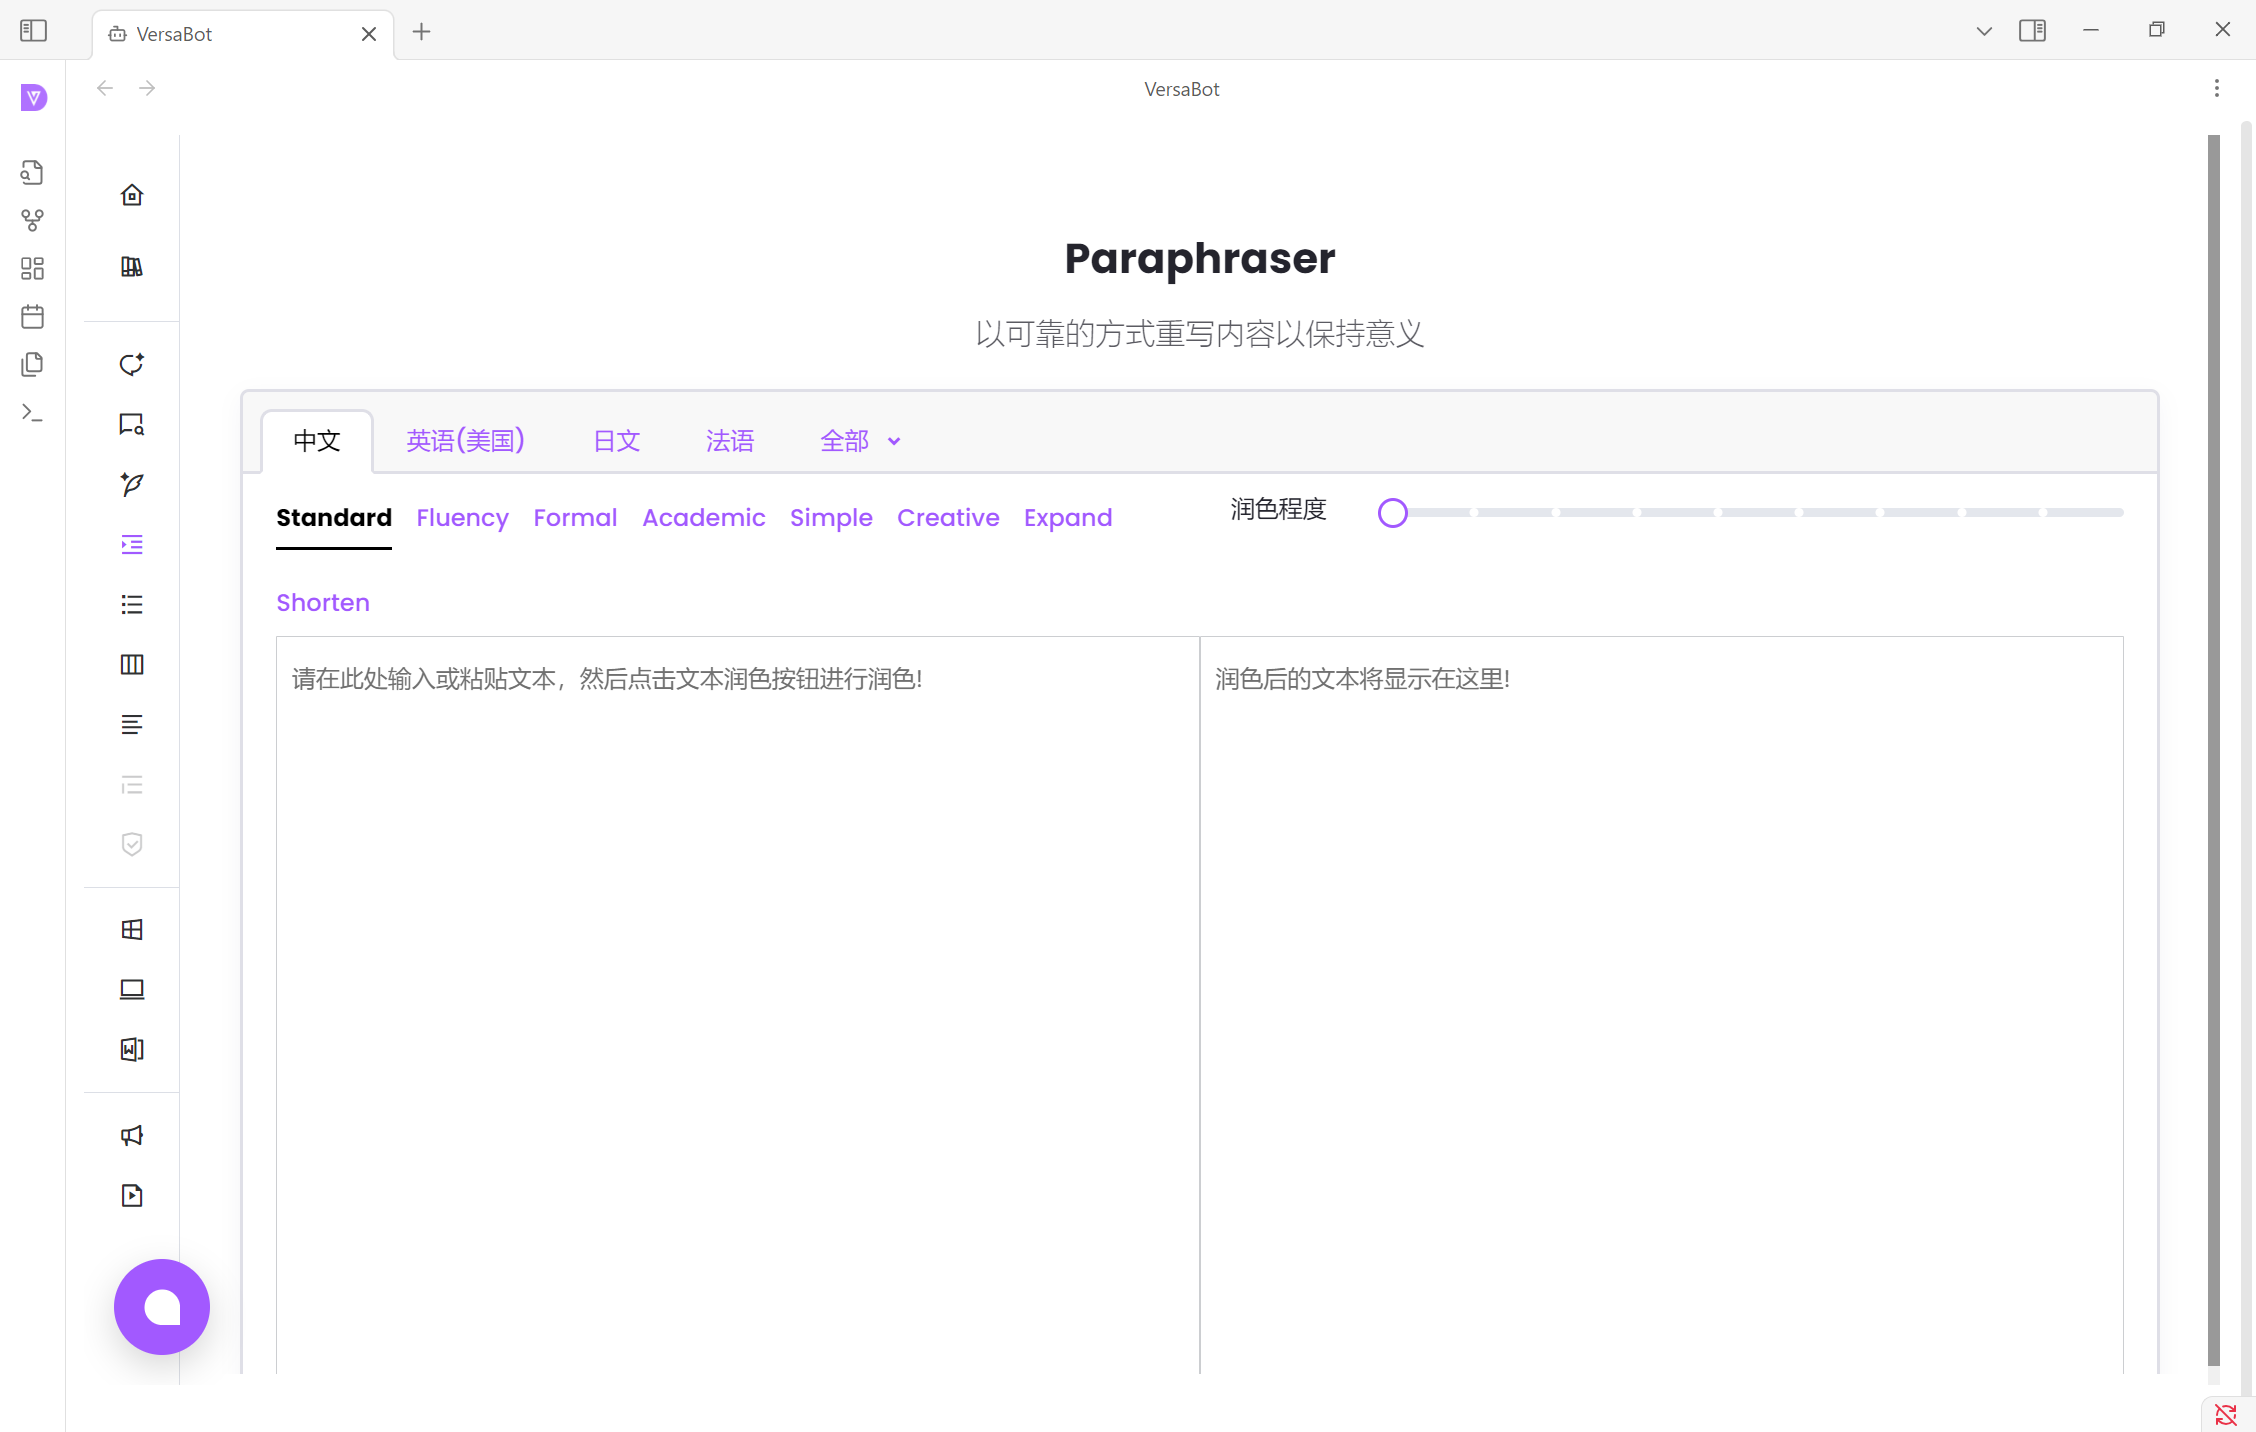 VersaBot
VersaBot
Paraphraser
以可靠的方式重写内容以保持意义
中文 英语(美国) 日文 法语 全部
Standard Fluency Formal Academic Simple Creative Expand 润色程度
Shorten
请在此处输入或粘贴文本，然后点击文本润色按钮进行润色! 润色后的文本将显示在这里!